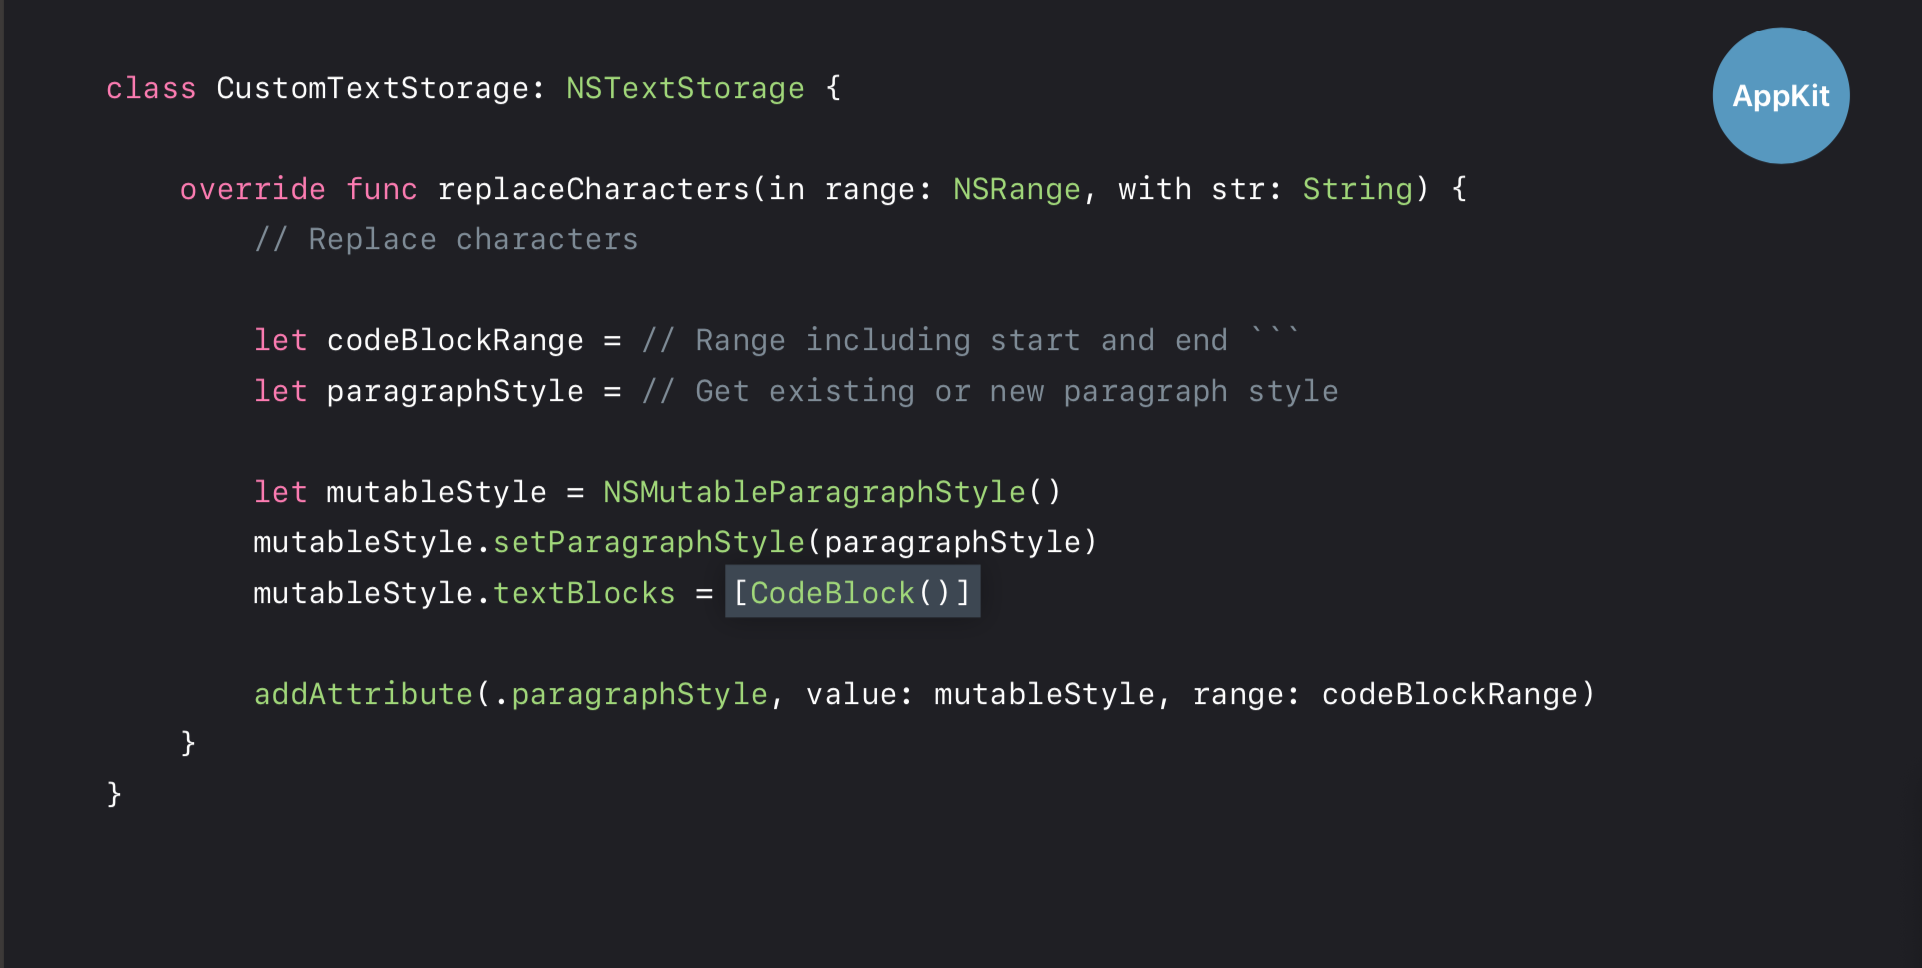 AppKit
class CustomTextStorage: NSTextStorage {
override func replaceCharacters(in range: NSRange, with str: String) {
// Replace characters
let codeBlockRange = // Range including start and end ```
let paragraphStyle = // Get existing or new paragraph style
let mutableStyle = NSMutableParagraphStyle()
mutableStyle.setParagraphStyle(paragraphStyle)
mutableStyle.textBlocks = [CodeBlock()]
addAttribute(.paragraphStyle, value: mutableStyle, range: codeBlockRange)
}
}